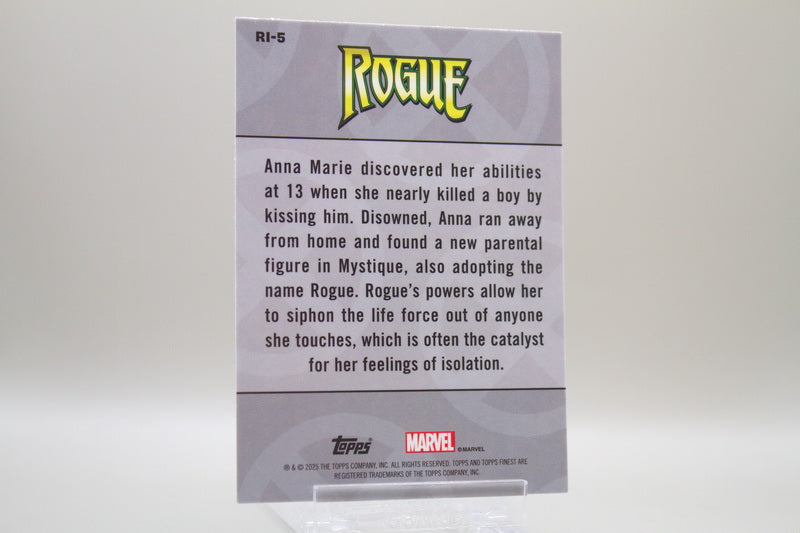 RI-5
ROGUE
Anna Marie discovered her abilities
at 13 when she nearly killed a boy by
kissing him. Disowned, Anna ran away
from home and found a new parental
figure in Mystique, also adopting the
name Rogue. Rogue's powers allow her
to siphon the life force out of anyone
she touches, which is often the catalyst
for her feelings of isolation.
Topps® MARVEL © MARVEL
® & © 2025 THE TOPPS COMPANY, INC. ALL RIGHTS RESERVED. TOPPS AND TOPPS FINEST ARE
REGISTERED TRADEMARKS OF THE TOPPS COMPANY, INC.